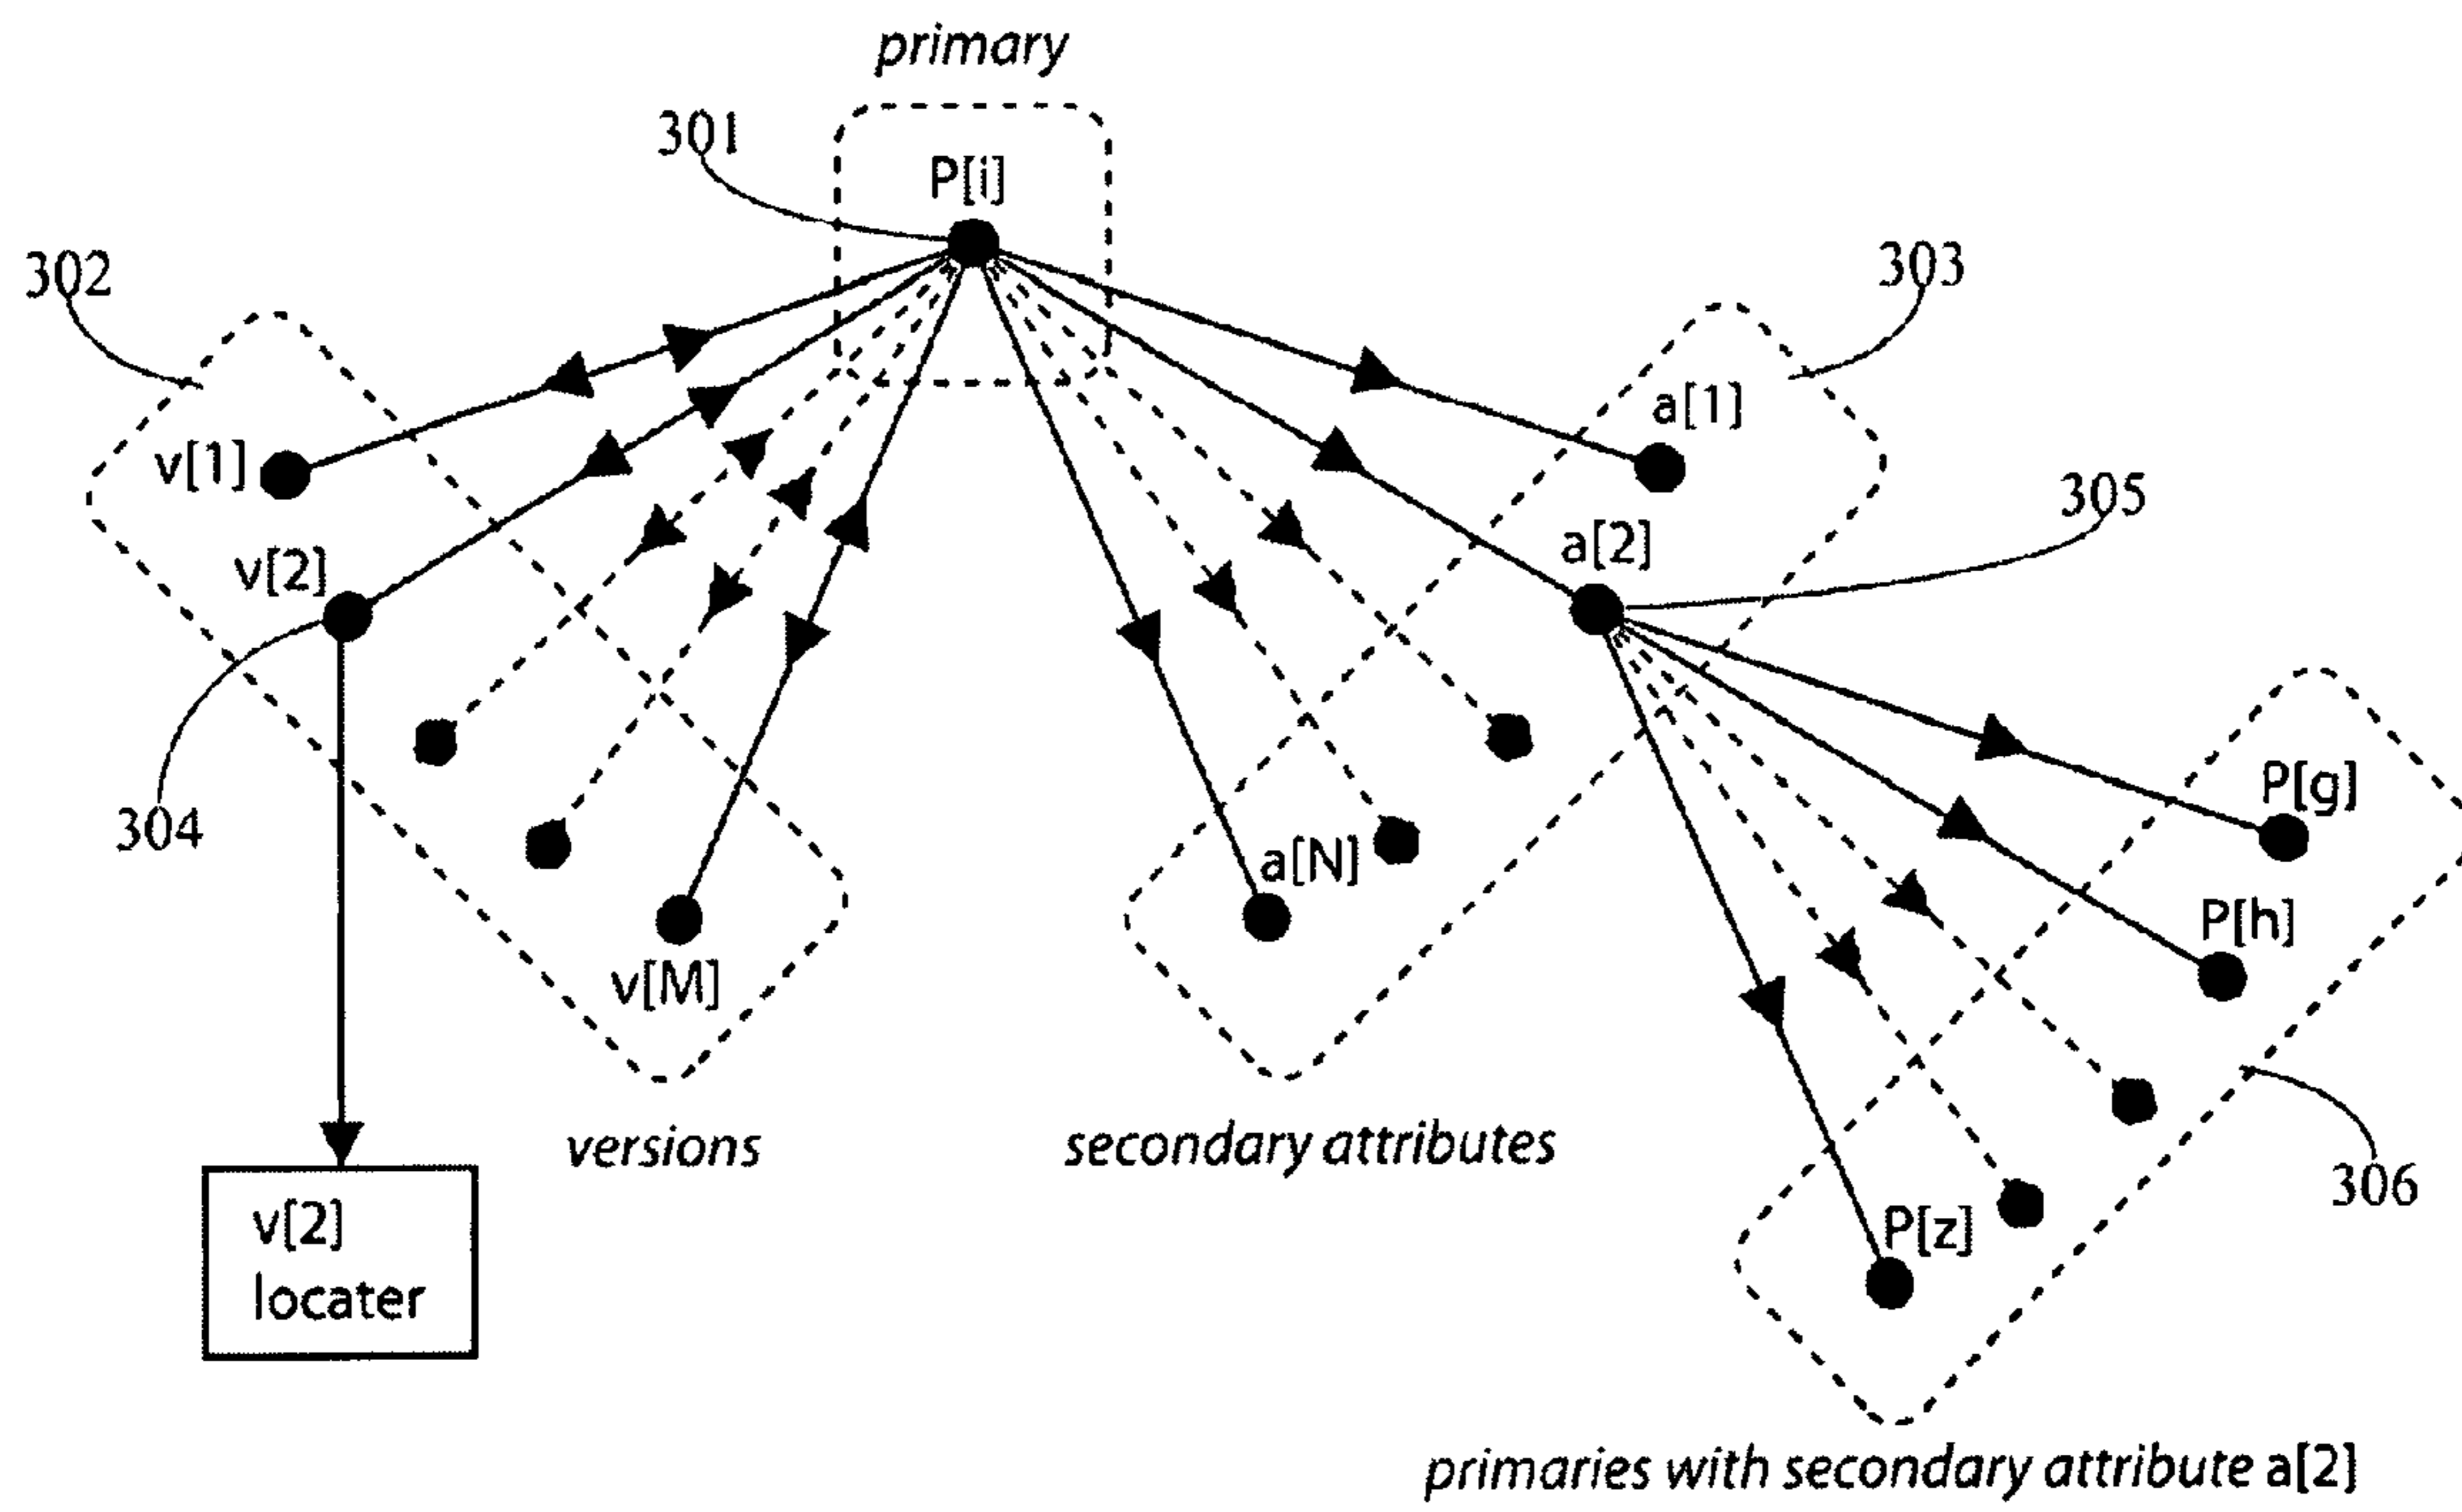 primary
301
P[i]
302
303
a[1]
v[1]
305
a[2]
v[2]
P[g]
304
a[N]
P[h]
v[M]
versions
secondary attributes
306
v[2]
locater
P[z]
primaries with secondary attribute a[2]